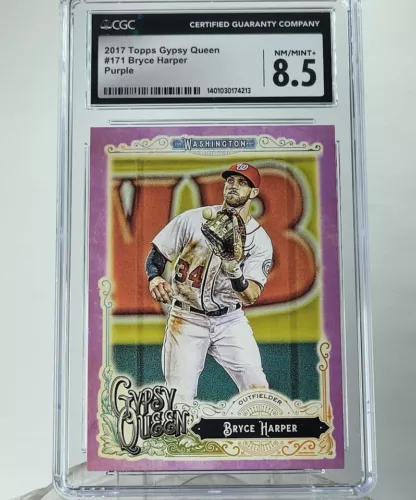 CGC
CERTIFIED GUARANTY COMPANY
2017 Topps Gypsy Queen
#171 Bryce Harper
Purple
NM/MINT+
8.5
1401030174213
WASHINGTON
W
34
GYPSY
QUEEN
OUTFIELDER
BRYCE HARPER